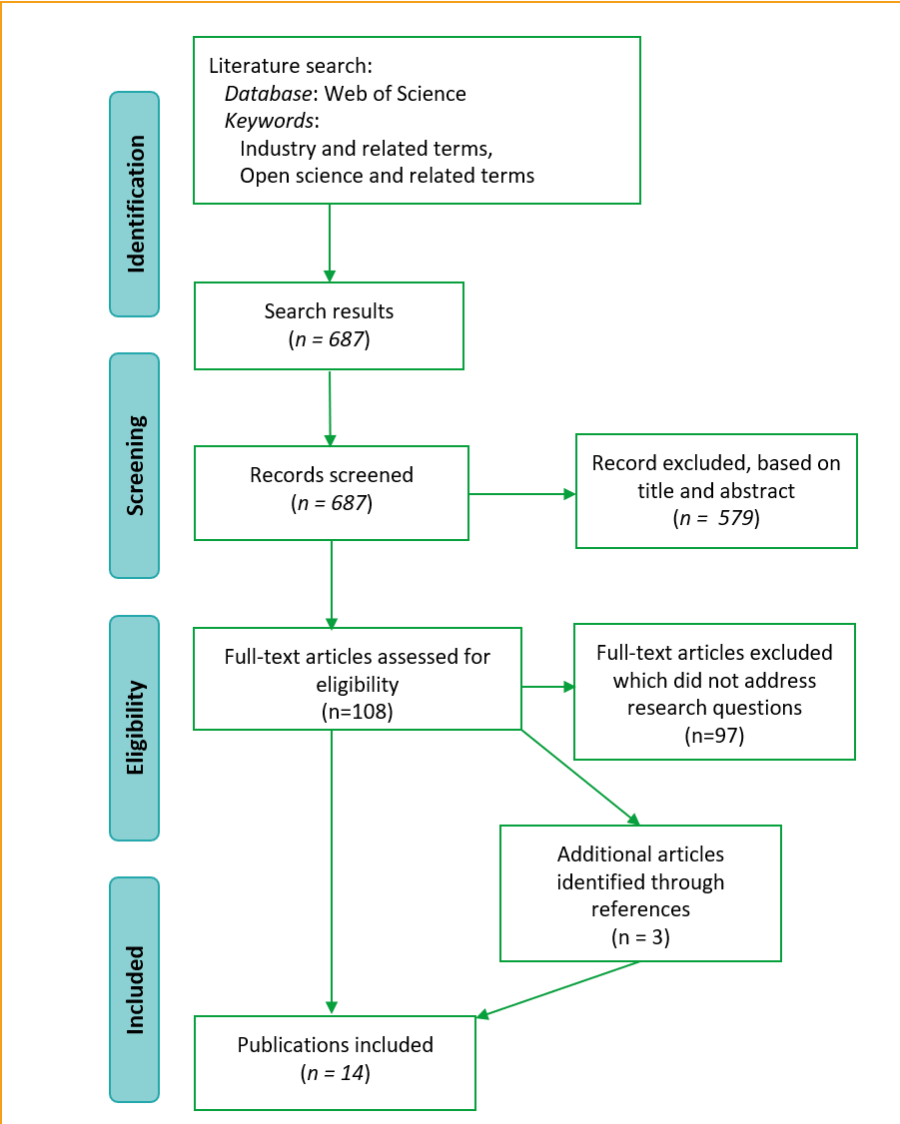 Identification
Literature search:
Database: Web of Science
Keywords:
Industry and related terms,
Open science and related terms
Search results
(n = 687)
Screening
Records screened
(n = 687)
Record excluded, based on
title and abstract
(n =  579)
Eligibility
Full-text articles assessed for
eligibility
(n=108)
Full-text articles excluded
which did not address
research questions
(n=97)
Additional articles
identified through
references
(n = 3)
Included
Publications included
(n = 14)